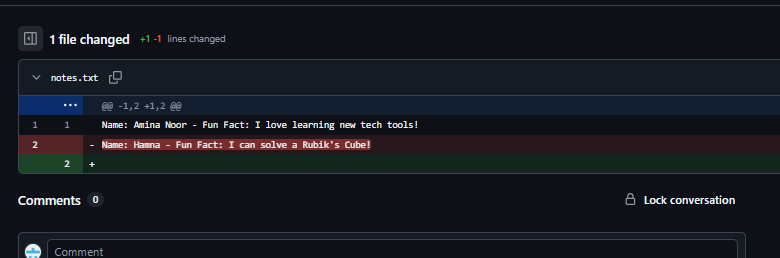 1 file changed +1 -1 lines changed
notes.txt
@@ -1,2 +1,2 @@
1 1 Name: Amina Noor - Fun Fact: I love learning new tech tools!
2 - Name: Hamna - Fun Fact: I can solve a Rubik's Cube!
2 +
Comments 0 Lock conversation
Comment